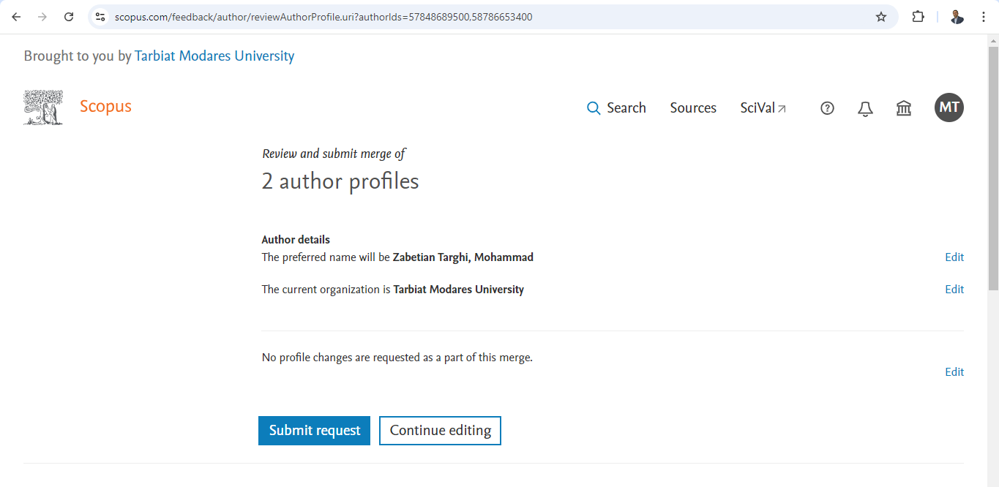 scopus.com/feedback/author/reviewAuthorProfile.uri?authorIds=57848689500,58786653400
Brought to you by Tarbiat Modares University
Scopus
Search Sources SciVal MT
Review and submit merge of
2 author profiles
Author details
The preferred name will be Zabetian Targhi, Mohammad Edit
The current organization is Tarbiat Modares University Edit
No profile changes are requested as a part of this merge.
Edit
Submit request Continue editing